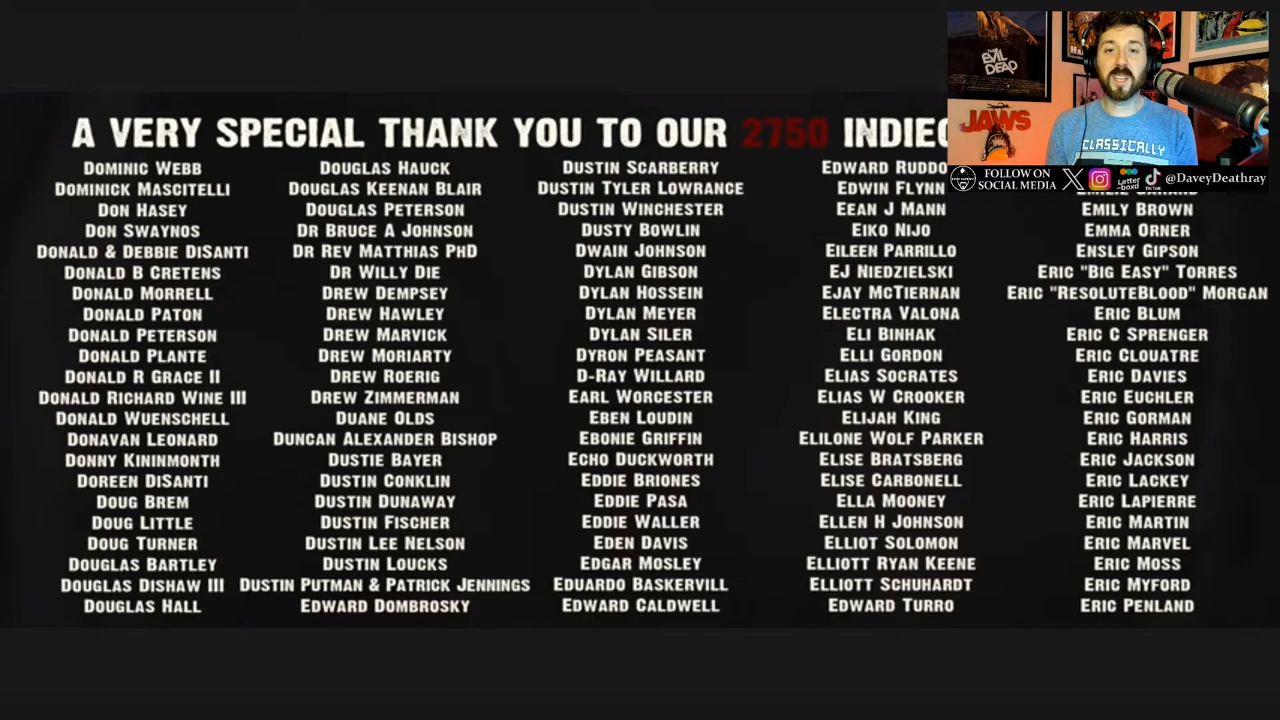 A VERY SPECIAL THANK YOU TO OUR 2750
DOMINIC WEBB
DOMINICK MASCITELLI
DON HASEY
DON SWAYNOS
DONALD & DEBBIE DISANTI
DONALD B CRETENS
DONALD MORRELL
DONALD PATON
DONALD PETERSON
DONALD PLANTE
DONALD R GRACE II
DONALD RICHARD WINE III
DONALD WUENSCHELL
DONAVAN LEONARD
DONNY KININMONTH
DOREEN DISANTI
DOUG BREM
DOUG LITTLE
DOUG TURNER
DOUGLAS BARTLEY
DOUGLAS DISHAW III
DOUGLAS HALL
DOUGLAS HAUCK
DOUGLAS KEEHAN BLAIR
DOUGLAS PETERSON
DR BRUCE A JOHNSON
DR REV MATTHIAS PHD
DR WILLY DIE
DREW DEMPSEY
DREW HAWLEY
DREW MARVICK
DREW MORIARTY
DREW ROERIG
DREW ZIMMERMAN
DUANE OLDS
DUNCAN ALEXANDER BISHOP
DUSTIE BAYER
DUSTIN CONKLIN
DUSTIN DUNAWAY
DUSTIN FISCHER
DUSTIN LEE NELSON
DUSTIN LOUCKS
DUSTIN PUTMAN & PATRICK JENNINGS
EDWARD DOMBROSKY
DUSTIN SCARBERRY
DUSTIN TYLER LOWRANCE
DUSTIN WINCHESTER
DUSTY BOWLIN
DWAIN JOHNSON
DYLAN GIBSON
DYLAN HOSSEIN
DYLAN MEYER
DYLAN SILER
DYRON PEASANT
D-RAY WILLARD
EARL WORCESTER
EBEN LOUDIN
EBONIE GRIFFIN
ECHO DUCKWORTH
EDDIE BRIONES
EDDIE PASA
EDDIE WALLER
EDEN DAVIS
EDGAR MOSLEY
EDUARDO BASKERVILL
EDWARD CALDWELL
EDWARD
EDWIN FLYNN
EEAN J MANN
EIKO NIJO
EILEEN PARRILLO
EJ NIEDZIELSKI
EJAY MCTIERNAN
ELECTRA VALONA
ELI BINHAK
ELLI GORDON
ELIAS SOCRATES
ELIAS W CROOKER
ELIJAH KING
ELILONE WOLF PARKER
ELISE BRATSBERG
ELISE CARBONELL
ELLA MOONEY
ELLEN H JOHNSON
ELLIOT SOLOMON
ELLIOTT RYAN KEENE
ELLIOTT SCHUHARDT
EDWARD TURRO
EMILY BROWN
EMMA ORNER
ENSLEY GIPSON
ERIC "BIG EASY" TORRES
ERIC "RESOLUTEBLOOD" MORGAN
ERIC BLUM
ERIC C SPRENGER
ERIC CLOUATRE
ERIC DAVIES
ERIC EUCHLER
ERIC GORMAN
ERIC HARRIS
ERIC JACKSON
ERIC LACKEY
ERIC LAPIERRE
ERIC MARTIN
ERIC MARVEL
ERIC MOSS
ERIC MYFORD
ERIC PENLAND
THE EVIL DEAD
JAWS
CLASSICALLY
FOLLOW ON
SOCIAL MEDIA
Letterboxd
TikTok
@DaveyDeathray